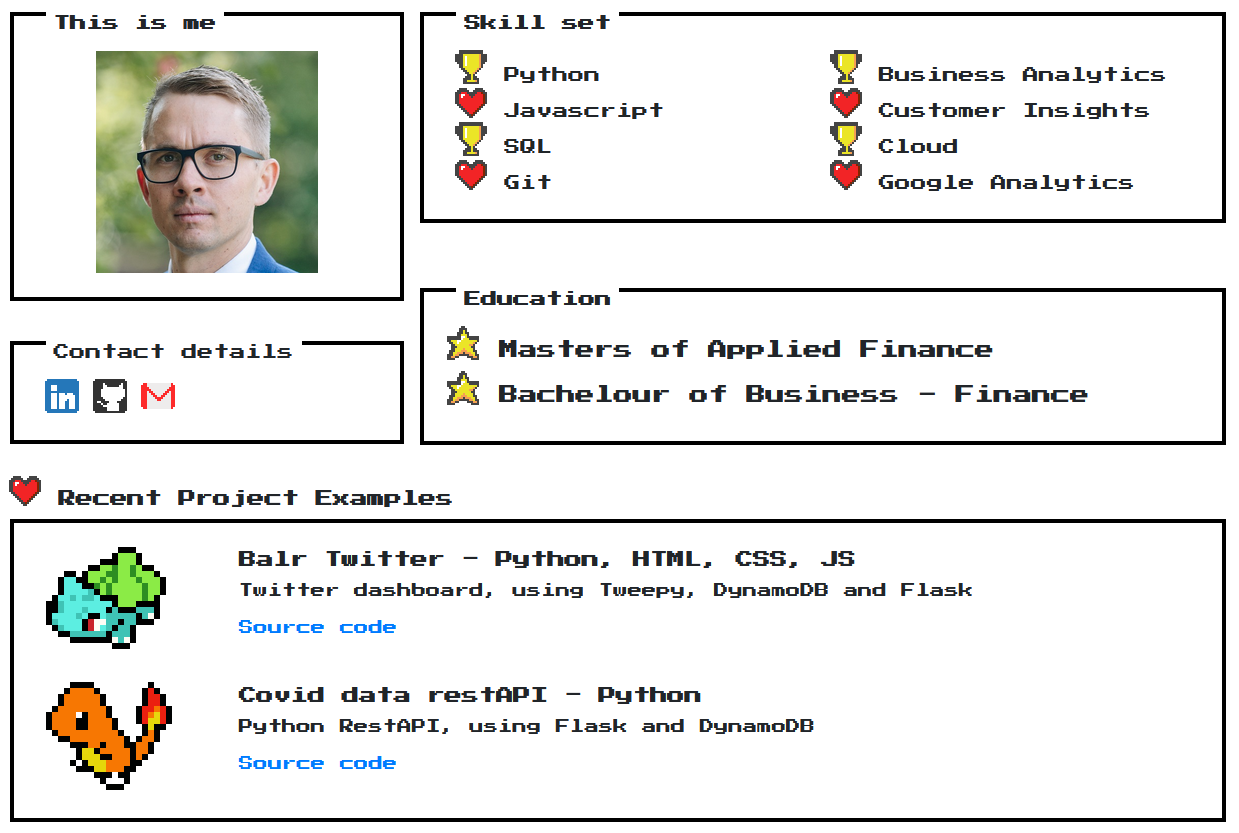 This is me
Skill set
Python
Javascript
SQL
Git
Business Analytics
Customer Insights
Cloud
Google Analytics
Contact details
in
Education
Masters of Applied Finance
Bachelour of Business - Finance
Recent Project Examples
Balr Twitter - Python, HTML, CSS, JS
Twitter dashboard, using Tweepy, DynamoDB and Flask
Source code
Covid data restAPI - Python
Python RestAPI, using Flask and DynamoDB
Source code